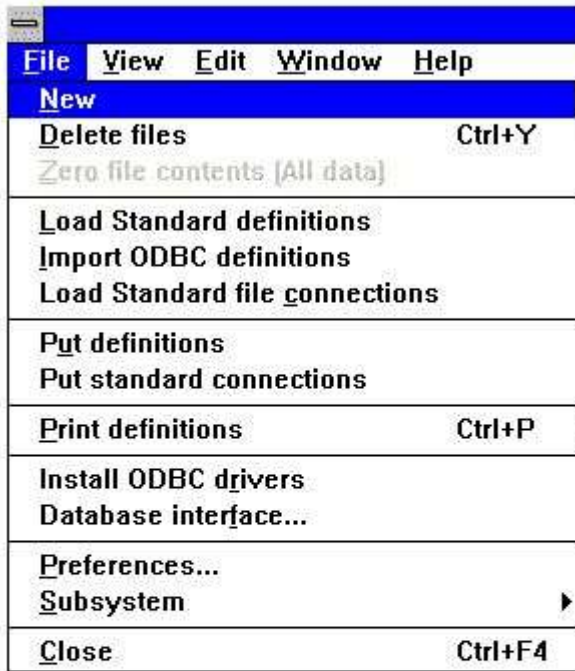 File View Edit Window Help
New
Delete files Ctrl+Y
Zero file contents (All data)
Load Standard definitions
Import ODBC definitions
Load Standard file connections
Put definitions
Put standard connections
Print definitions Ctrl+P
Install ODBC drivers
Database interface...
Preferences...
Subsystem
Close Ctrl+F4